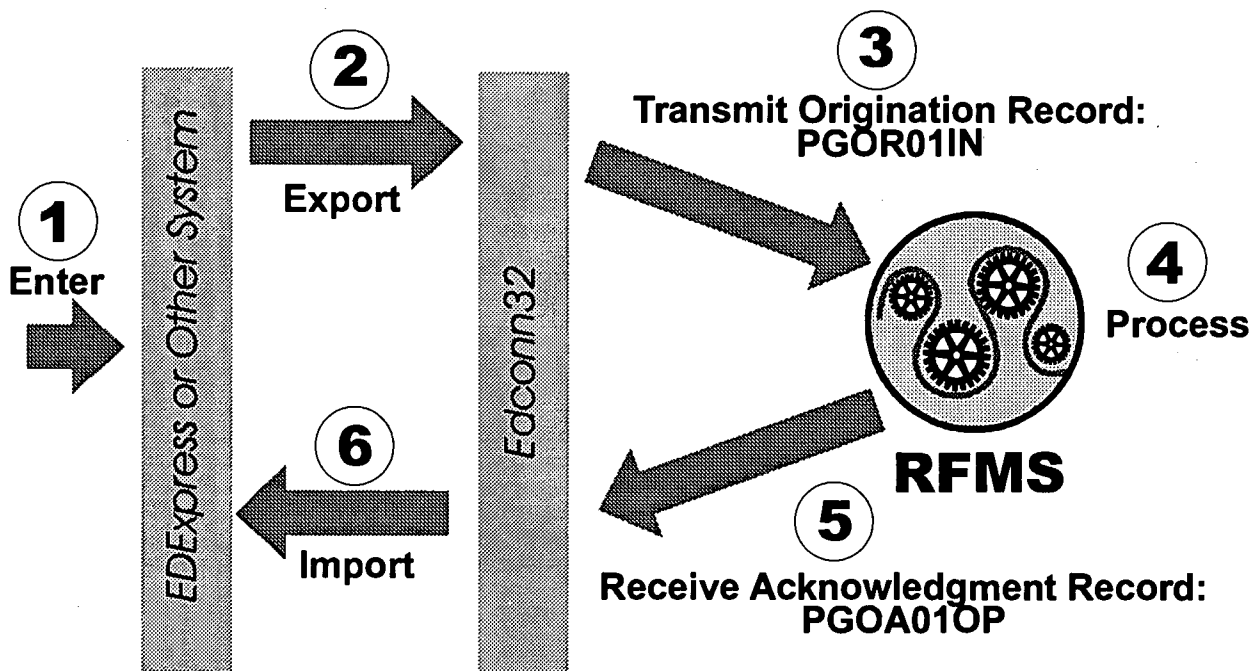 1
Enter
EDExpress or Other System
2
Export
Edconn32
3
Transmit Origination Record:
PGOR01IN
4
Process
RFMS
5
Receive Acknowledgment Record:
PGOA01OP
6
Import